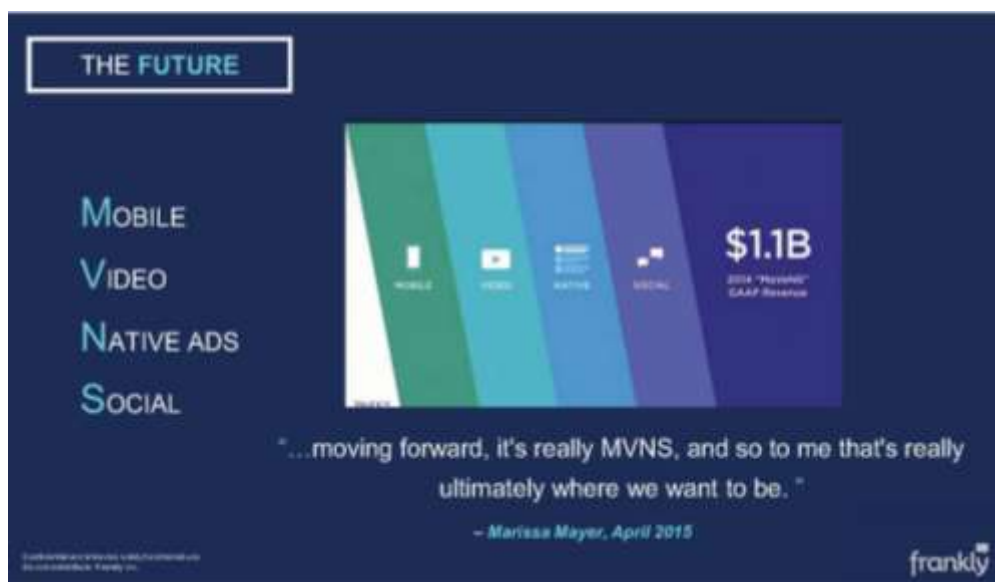 THE FUTURE
MOBILE
VIDEO
NATIVE ADS
SOCIAL
MOBILE
VIDEO
NATIVE
SOCIAL
$1.1B
2014 "MaVeNS"
GAAP Revenue
"…moving forward, it's really MVNS, and so to me that's really
ultimately where we want to be. "
– Marissa Mayer, April 2015
frankly